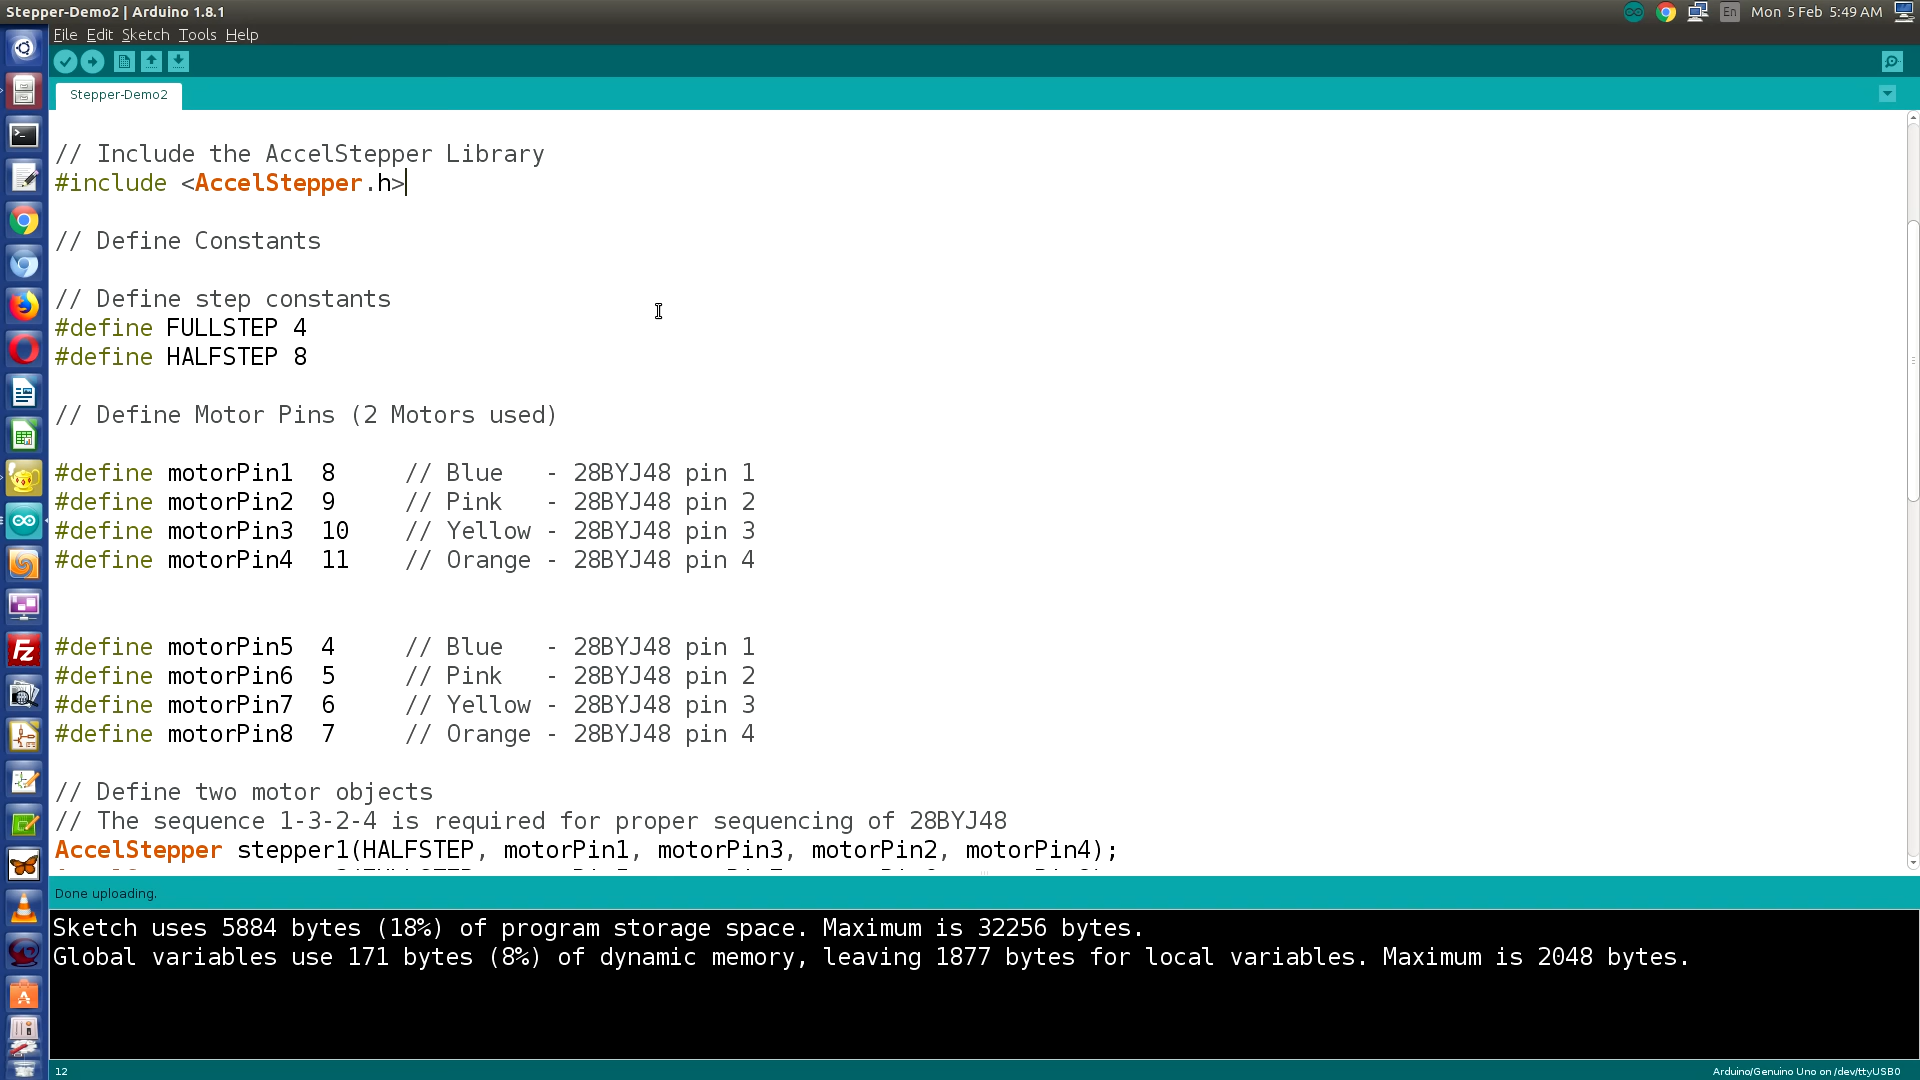 Stepper-Demo2 | Arduino 1.8.1
En Mon 5 Feb 5:49 AM
File Edit Sketch Tools Help
Stepper-Demo2
// Include the AccelStepper Library
#include <AccelStepper.h>
// Define Constants
// Define step constants
#define FULLSTEP 4
#define HALFSTEP 8
// Define Motor Pins (2 Motors used)
#define motorPin1  8     // Blue   - 28BYJ48 pin 1
#define motorPin2  9     // Pink   - 28BYJ48 pin 2
#define motorPin3  10    // Yellow - 28BYJ48 pin 3
#define motorPin4  11    // Orange - 28BYJ48 pin 4
#define motorPin5  4     // Blue   - 28BYJ48 pin 1
#define motorPin6  5     // Pink   - 28BYJ48 pin 2
#define motorPin7  6     // Yellow - 28BYJ48 pin 3
#define motorPin8  7     // Orange - 28BYJ48 pin 4
// Define two motor objects
// The sequence 1-3-2-4 is required for proper sequencing of 28BYJ48
AccelStepper stepper1(HALFSTEP, motorPin1, motorPin3, motorPin2, motorPin4);
Done uploading.
Sketch uses 5884 bytes (18%) of program storage space. Maximum is 32256 bytes.
Global variables use 171 bytes (8%) of dynamic memory, leaving 1877 bytes for local variables. Maximum is 2048 bytes.
12
Arduino/Genuino Uno on /dev/ttyUSB0